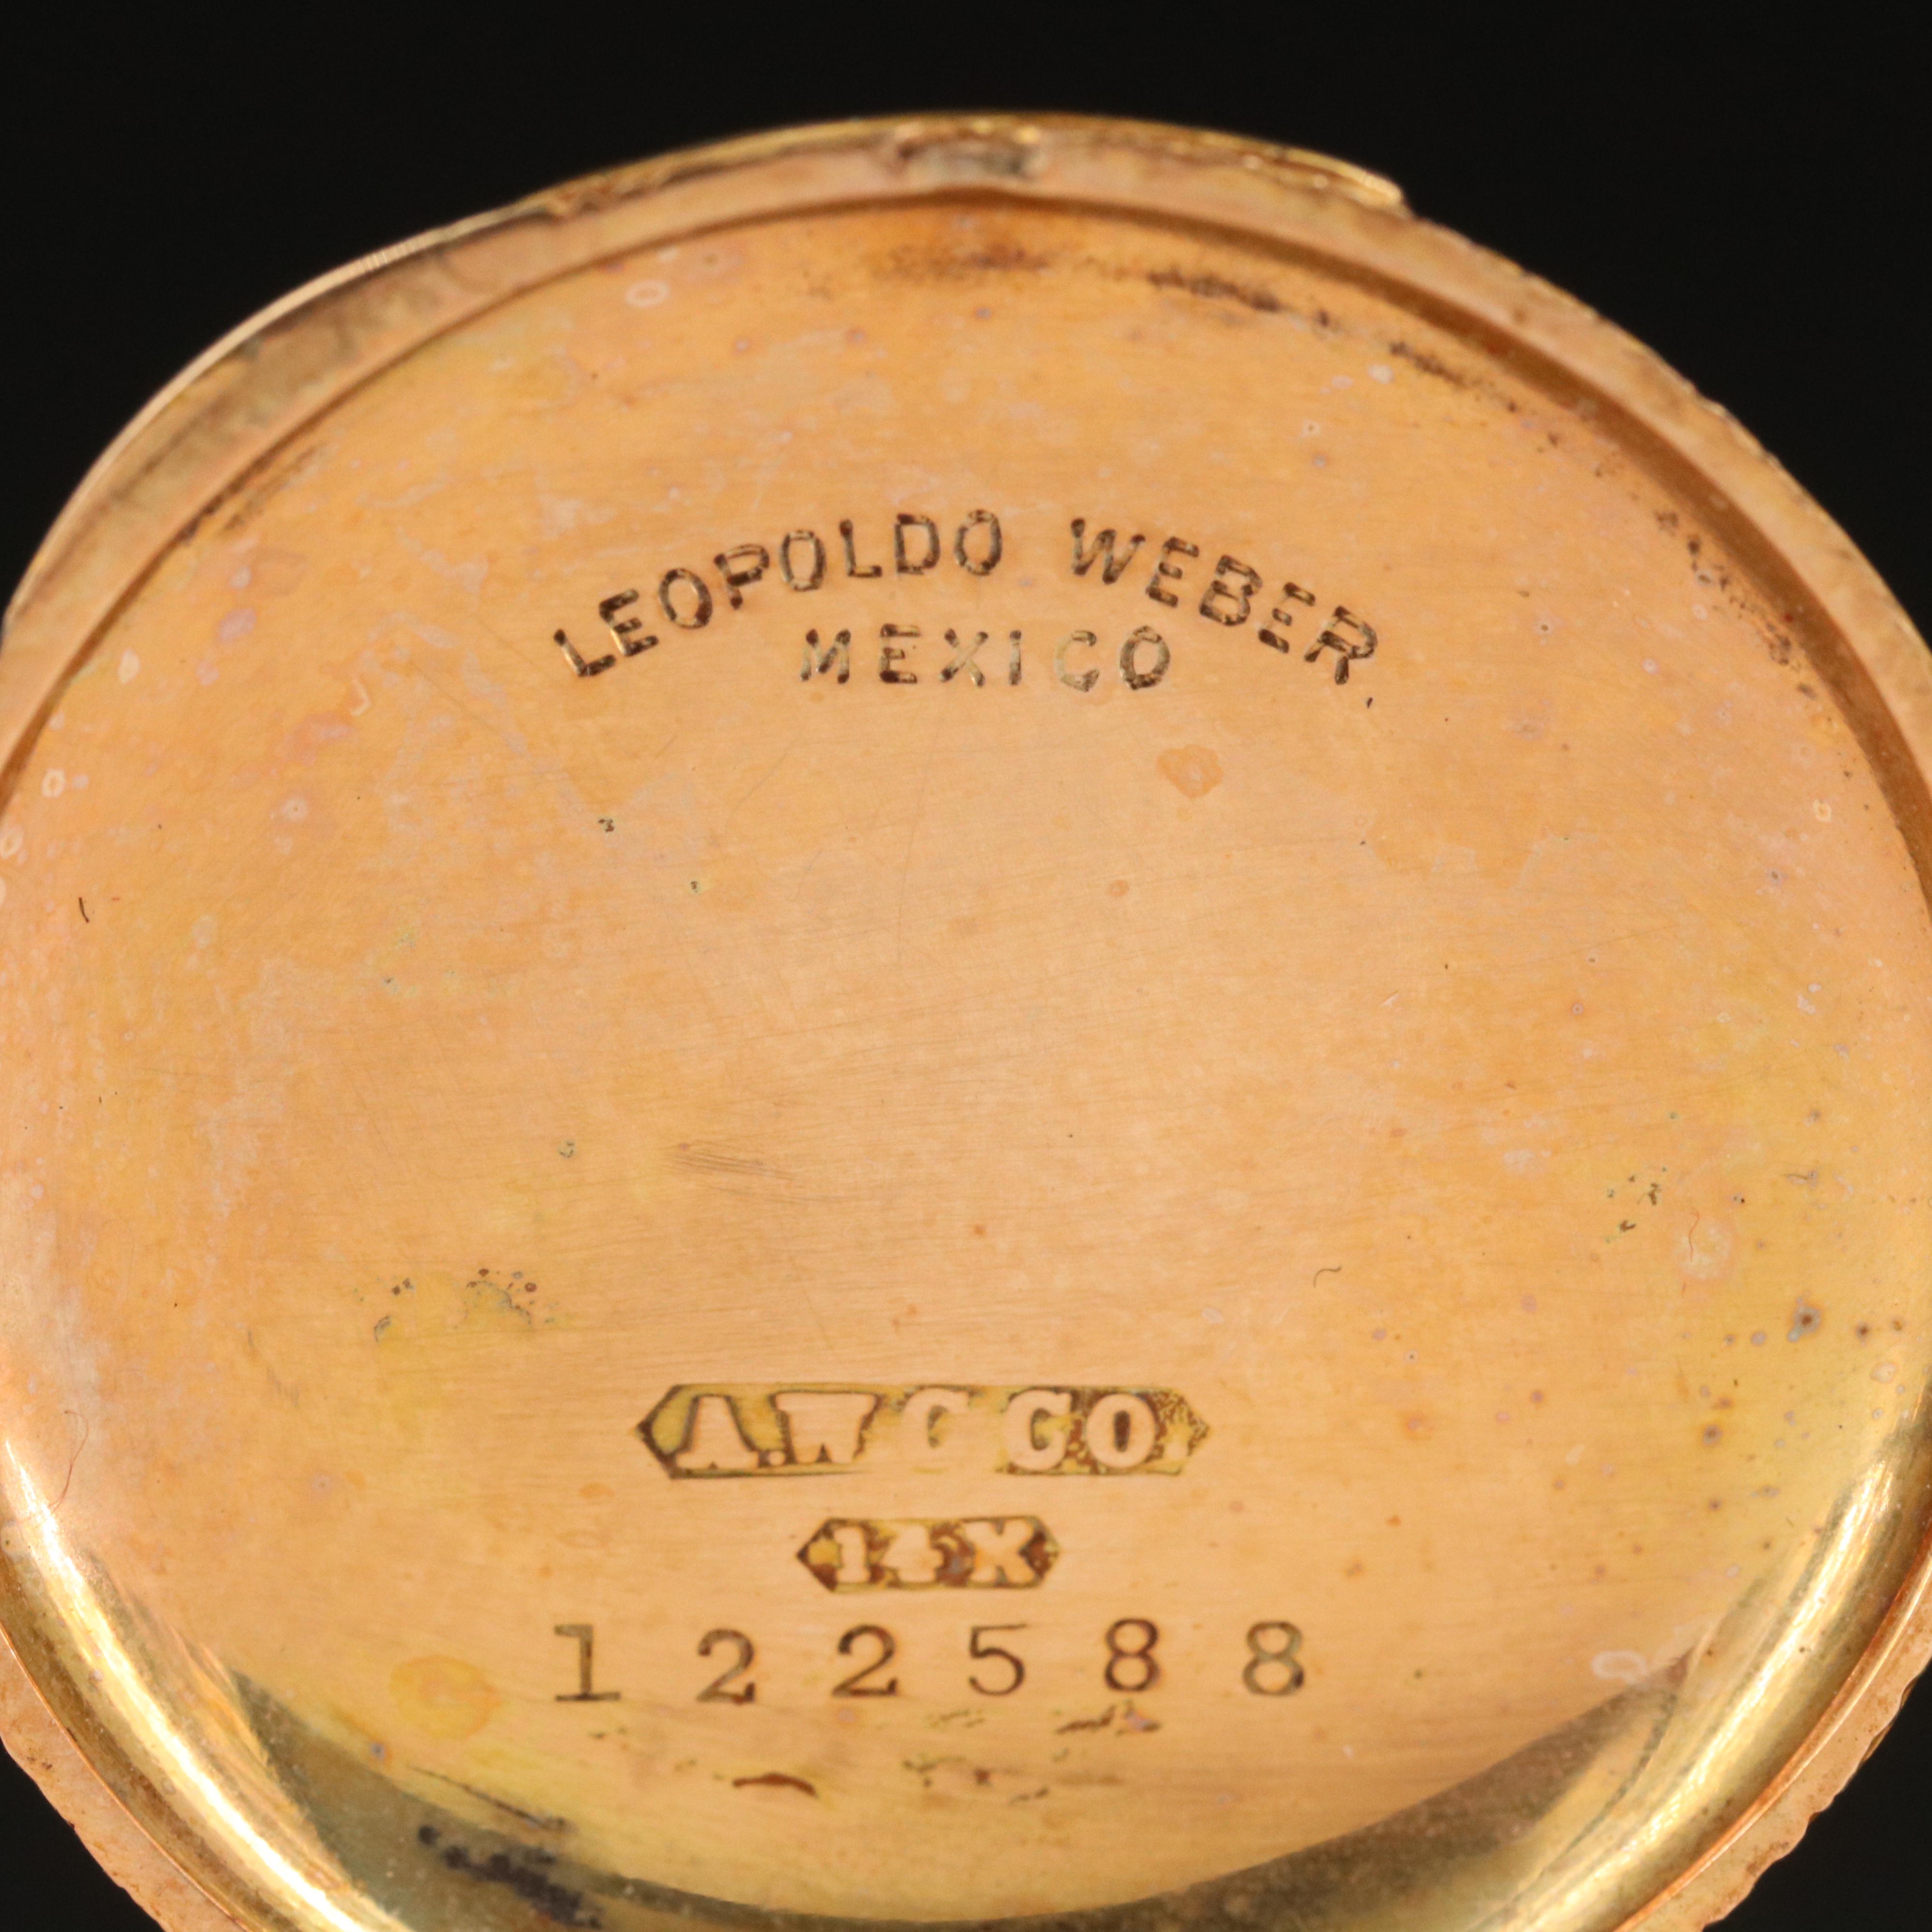 LEOPOLDO WEBER.
MEXICO
A.W C CO.
14K
122588